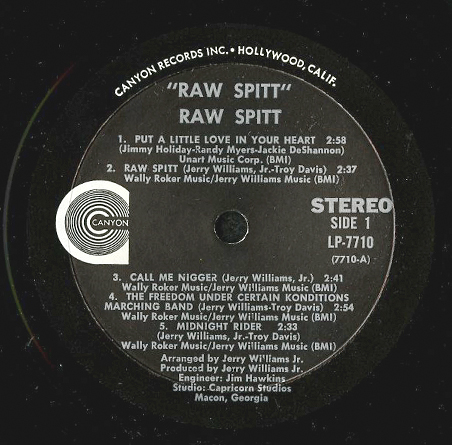 CANYON RECORDS INC. • HOLLYWOOD, CALIF.
"RAW SPITT"
RAW SPITT
1. PUT A LITTLE LOVE IN YOUR HEART 2:58
(Jimmy Holiday-Randy Myers-Jackie DeShannon)
Unart Music Corp. (BMI)
2. RAW SPITT (Jerry Williams, Jr.-Troy Davis) 2:37
Wally Roker Music/Jerry Williams Music (BMI)
STEREO
SIDE 1
LP-7710
(7710-A)
CANYON
3. CALL ME NIGGER (Jerry Williams, Jr.) 2:41
Wally Roker Music/Jerry Williams Music (BMI)
4. THE FREEDOM UNDER CERTAIN KONDITIONS
MARCHING BAND (Jerry Williams-Troy Davis) 2:54
Wally Roker Music/Jerry Williams Music (BMI)
5. MIDNIGHT RIDER 2:33
(Jerry Williams, Jr.-Troy Davis)
Wally Roker Music/Jerry Williams Music (BMI)
Arranged by Jerry Williams Jr.
Produced by Jerry Williams Jr.
Engineer: Jim Hawkins
Studio: Capricorn Studios
Macon, Georgia